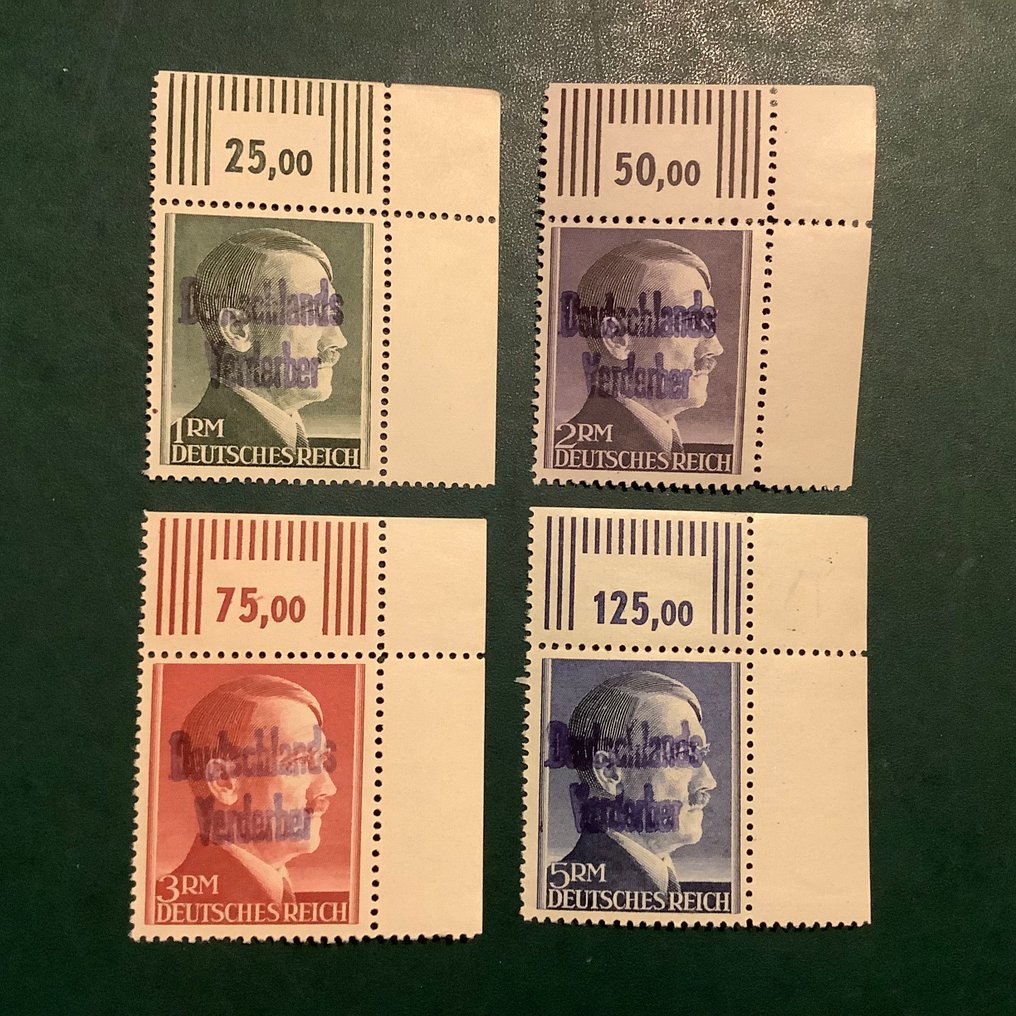 25,00
Deutschlands
Verderber
1RM
DEUTSCHES REICH
50,00
Deutschlands
Verderber
2RM
DEUTSCHES REICH
75,00
Deutschlands
Verderber
3RM
DEUTSCHES REICH
125,00
Deutschlands
Verderber
5RM
DEUTSCHES REICH